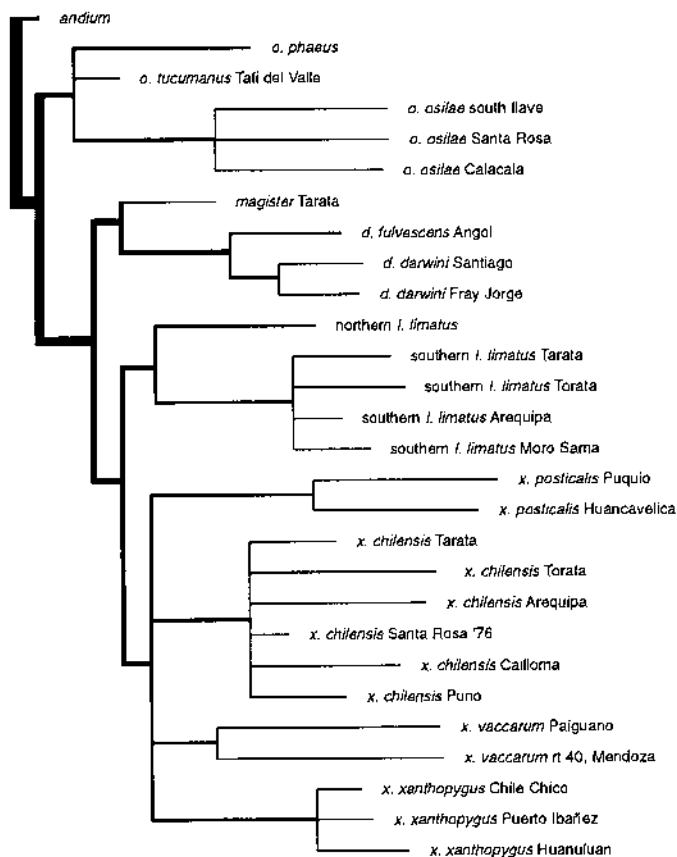 andium
o. phaeus
o. tucumanus Tafi del Valle
o. osilae south Ilave
o. osilae Santa Rosa
o. osilae Calacala
magister Tarata
d. fulvescens Angol
d. darwini Santiago
d. darwini Fray Jorge
northern l. limatus
southern l. limatus Tarata
southern l. limatus Torata
southern l. limatus Arequipa
southern l. limatus Moro Sama
x. posticalis Puquio
x. posticalis Huancavelica
x. chilensis Tarata
x. chilensis Torata
x. chilensis Arequipa
x. chilensis Santa Rosa '76
x. chilensis Cailloma
x. chilensis Puno
x. vaccarum Paiguano
x. vaccarum rt 40, Mendoza
x. xanthopygus Chile Chico
x. xanthopygus Puerto Ibañez
x. xanthopygus Huanuluan